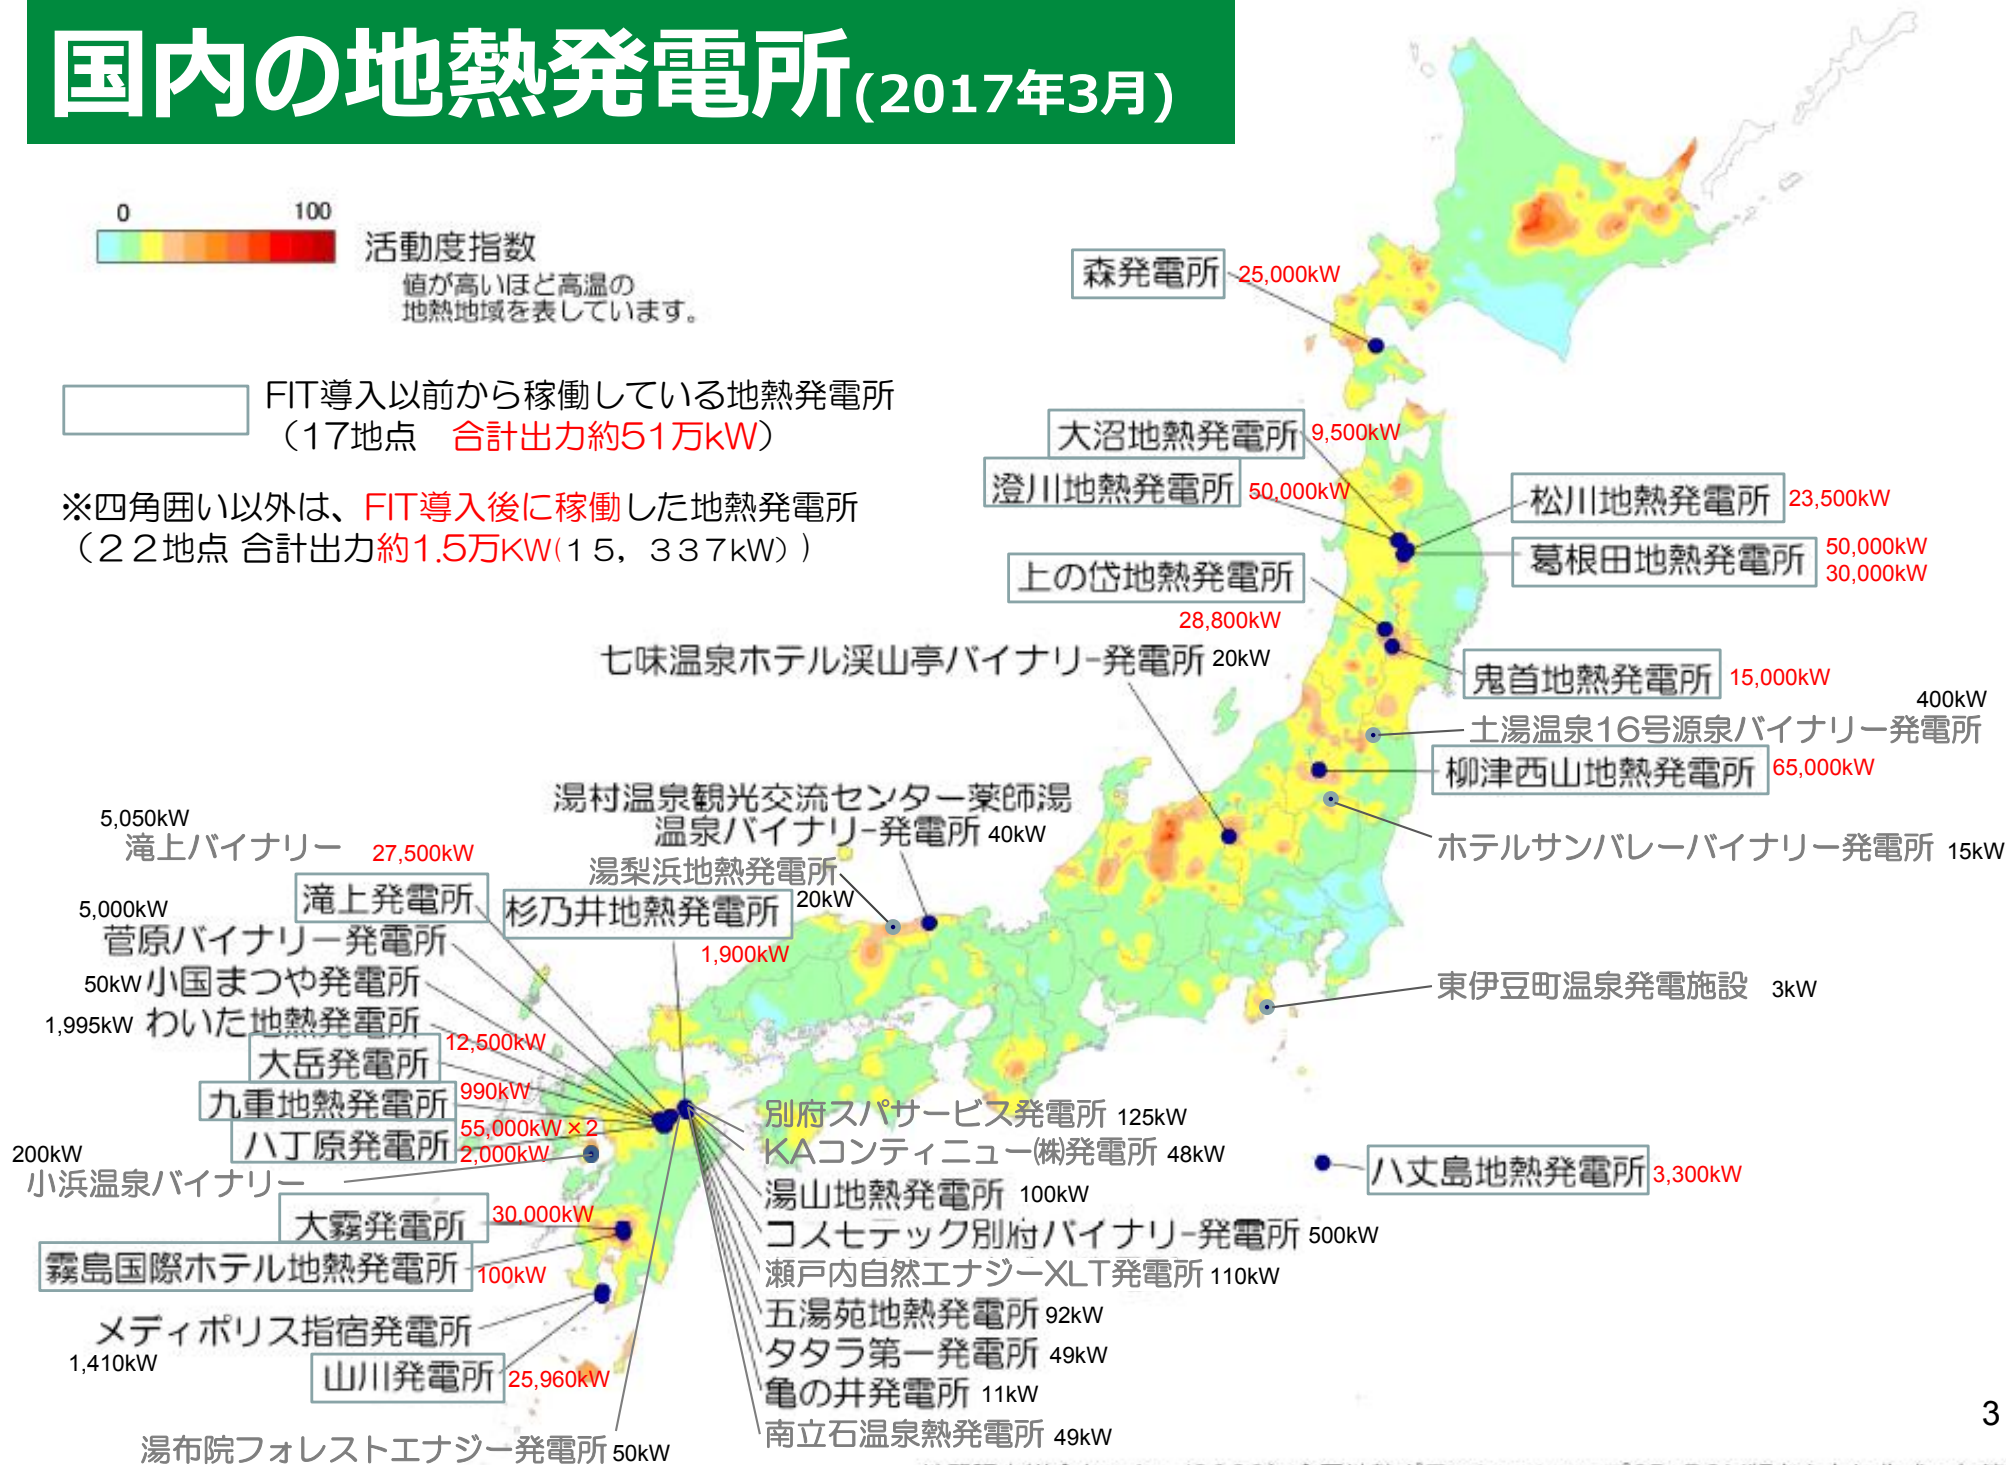 国内の地熱発電所(2017年3月)
0 100
活動度指数
値が高いほど高温の
地熱地域を表しています。
FIT導入以前から稼働している地熱発電所
(17地点 合計出力約51万kW)
※四角囲い以外は、FIT導入後に稼働した地熱発電所
(22地点 合計出力約1.5万KW(15,337kW))
森発電所 25,000kW
大沼地熱発電所 9,500kW
澄川地熱発電所 50,000kW
松川地熱発電所 23,500kW
葛根田地熱発電所 50,000kW
30,000kW
上の岱地熱発電所
28,800kW
七味温泉ホテル渓山亭バイナリー発電所 20kW
鬼首地熱発電所 15,000kW
400kW
土湯温泉16号源泉バイナリー発電所
柳津西山地熱発電所 65,000kW
ホテルサンバレーバイナリー発電所 15kW
湯村温泉観光交流センター薬師湯
温泉バイナリー発電所 40kW
湯梨浜地熱発電所
20kW
杉乃井地熱発電所
1,900kW
5,050kW
滝上バイナリー
27,500kW
滝上発電所
5,000kW
菅原バイナリー発電所
50kW 小国まつや発電所
1,995kW わいた地熱発電所
大岳発電所 12,500kW
九重地熱発電所 990kW
八丁原発電所 55,000kW×2
2,000kW
200kW
小浜温泉バイナリー
大霧発電所 30,000kW
霧島国際ホテル地熱発電所 100kW
メディポリス指宿発電所
1,410kW
山川発電所 25,960kW
湯布院フォレストエナジー発電所 50kW
東伊豆町温泉発電施設 3kW
八丈島地熱発電所 3,300kW
別府スパサービス発電所 125kW
KAコンティニュー㈱発電所 48kW
湯山地熱発電所 100kW
コスモテック別府バイナリー発電所 500kW
瀬戸内自然エナジーXLT発電所 110kW
五湯苑地熱発電所 92kW
タタラ第一発電所 49kW
亀の井発電所 11kW
南立石温泉熱発電所 49kW
3